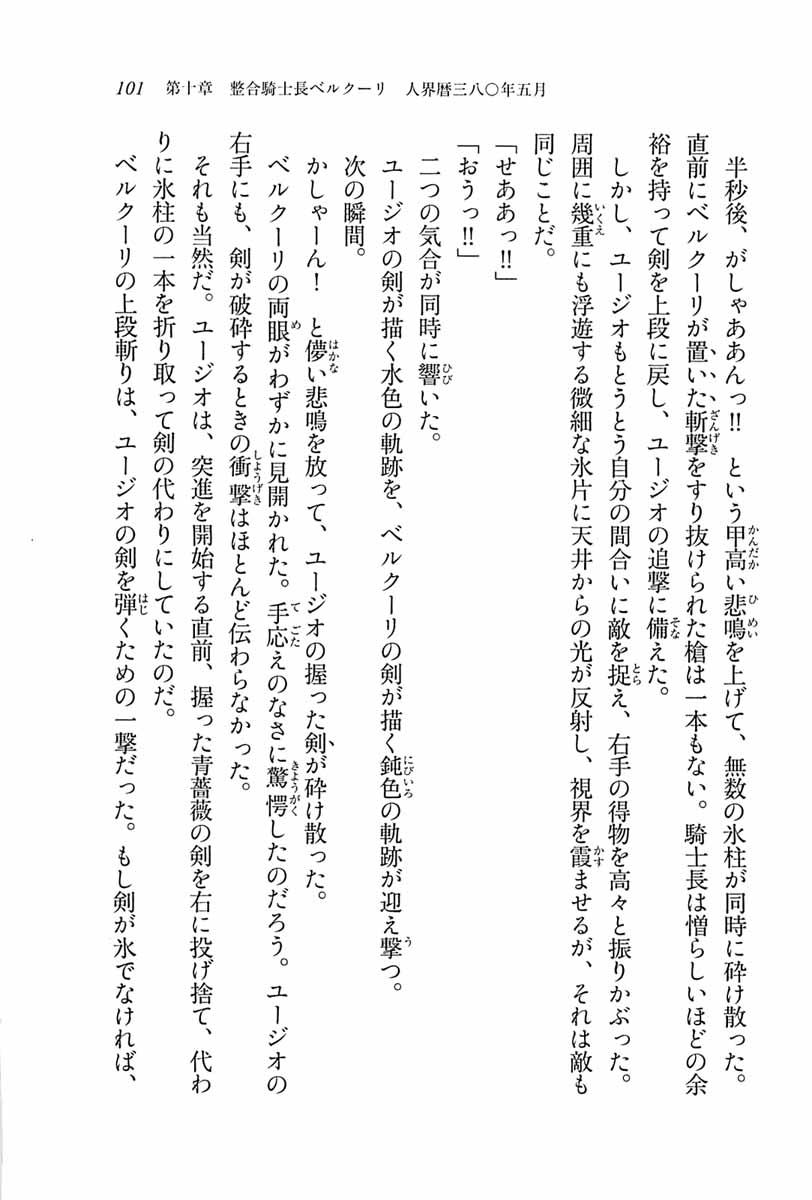 101　第十章　整合騎士長ベルクーリ　人界暦三八〇年五月
　半秒後、がしゃああんっ!!　という甲高い悲鳴を上げて、無数の氷柱が同時に砕け散った。
直前にベルクーリが置いた斬撃をすり抜けられた槍は一本もない。騎士長は憎らしいほどの余
裕を持って剣を上段に戻し、ユージオの追撃に備えた。
　しかし、ユージオもとうとう自分の間合いに敵を捉え、右手の得物を高々と振りかぶった。
周囲に幾重にも浮遊する微細な氷片に天井からの光が反射し、視界を霞ませるが、それは敵も
同じことだ。
「せああっ!!」
「おうっ!!」
　二つの気合が同時に響いた。
　ユージオの剣が描く水色の軌跡を、ベルクーリの剣が描く鈍色の軌跡が迎え撃つ。
　次の瞬間。
　かしゃーん！　と儚い悲鳴を放って、ユージオの握った剣が砕け散った。
　ベルクーリの両眼がわずかに見開かれた。手応えのなさに驚愕したのだろう。ユージオの
右手にも、剣が破砕するときの衝撃はほとんど伝わらなかった。
　それも当然だ。ユージオは、突進を開始する直前、握った青薔薇の剣を右に投げ捨て、代わ
りに氷柱の一本を折り取って剣の代わりにしていたのだ。
　ベルクーリの上段斬りは、ユージオの剣を弾くための一撃だった。もし剣が氷でなければ、